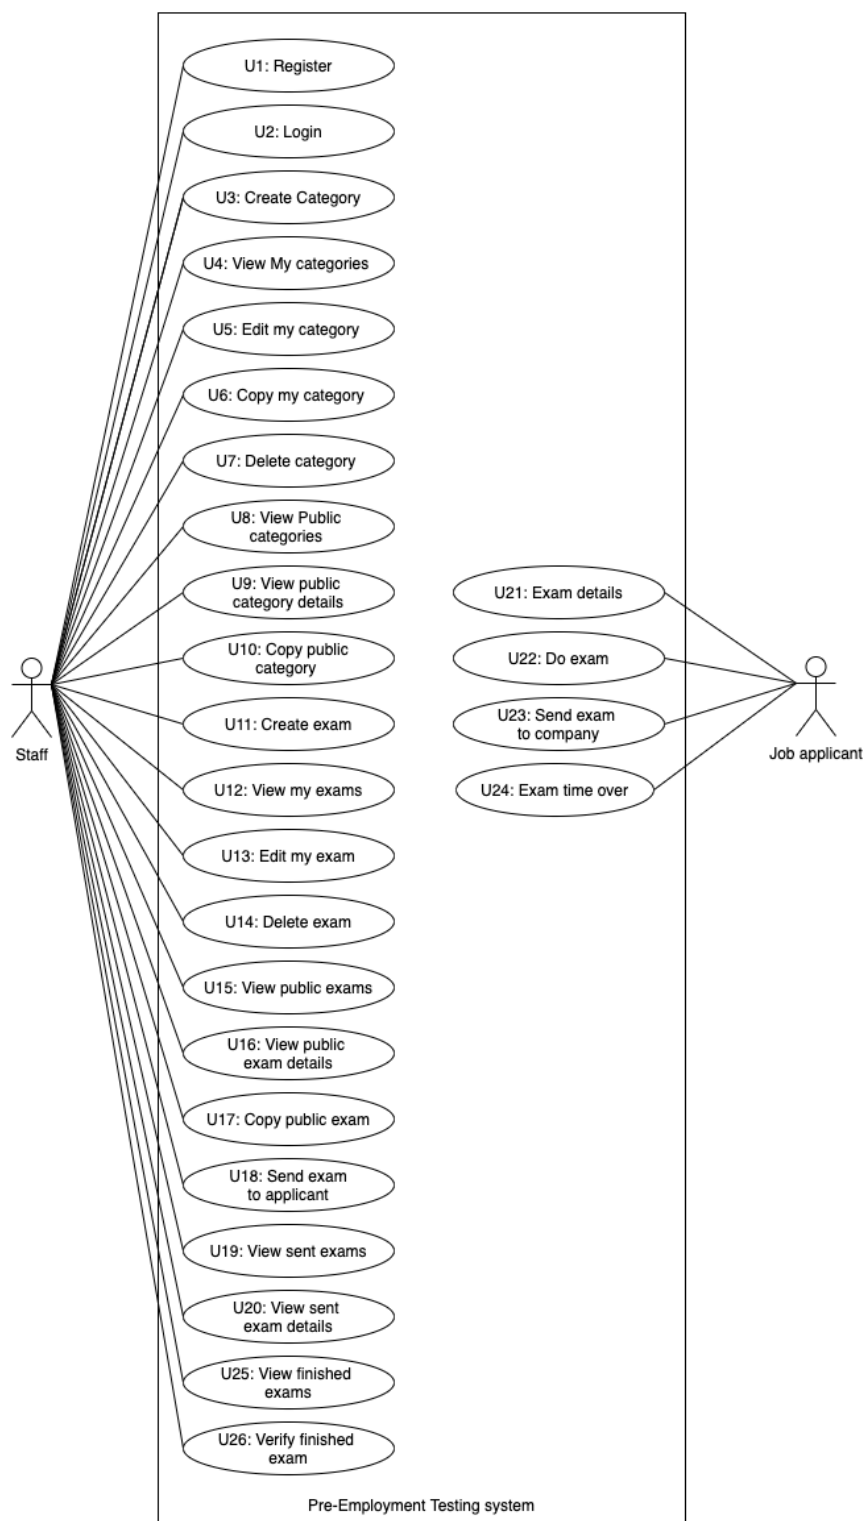 U1: Register
U2: Login
U3: Create Category
U4: View My categories
U5: Edit my category
U6: Copy my category
U7: Delete category
U8: View Public
categories
U9: View public
category details
U10: Copy public
category
U11: Create exam
U12: View my exams
U13: Edit my exam
U14: Delete exam
U15: View public exams
U16: View public
exam details
U17: Copy public exam
U18: Send exam
to applicant
U19: View sent exams
U20: View sent
exam details
U25: View finished
exams
U26: Verify finished
exam
U21: Exam details
U22: Do exam
U23: Send exam
to company
U24: Exam time over
Staff
Job applicant
Pre-Employment Testing system